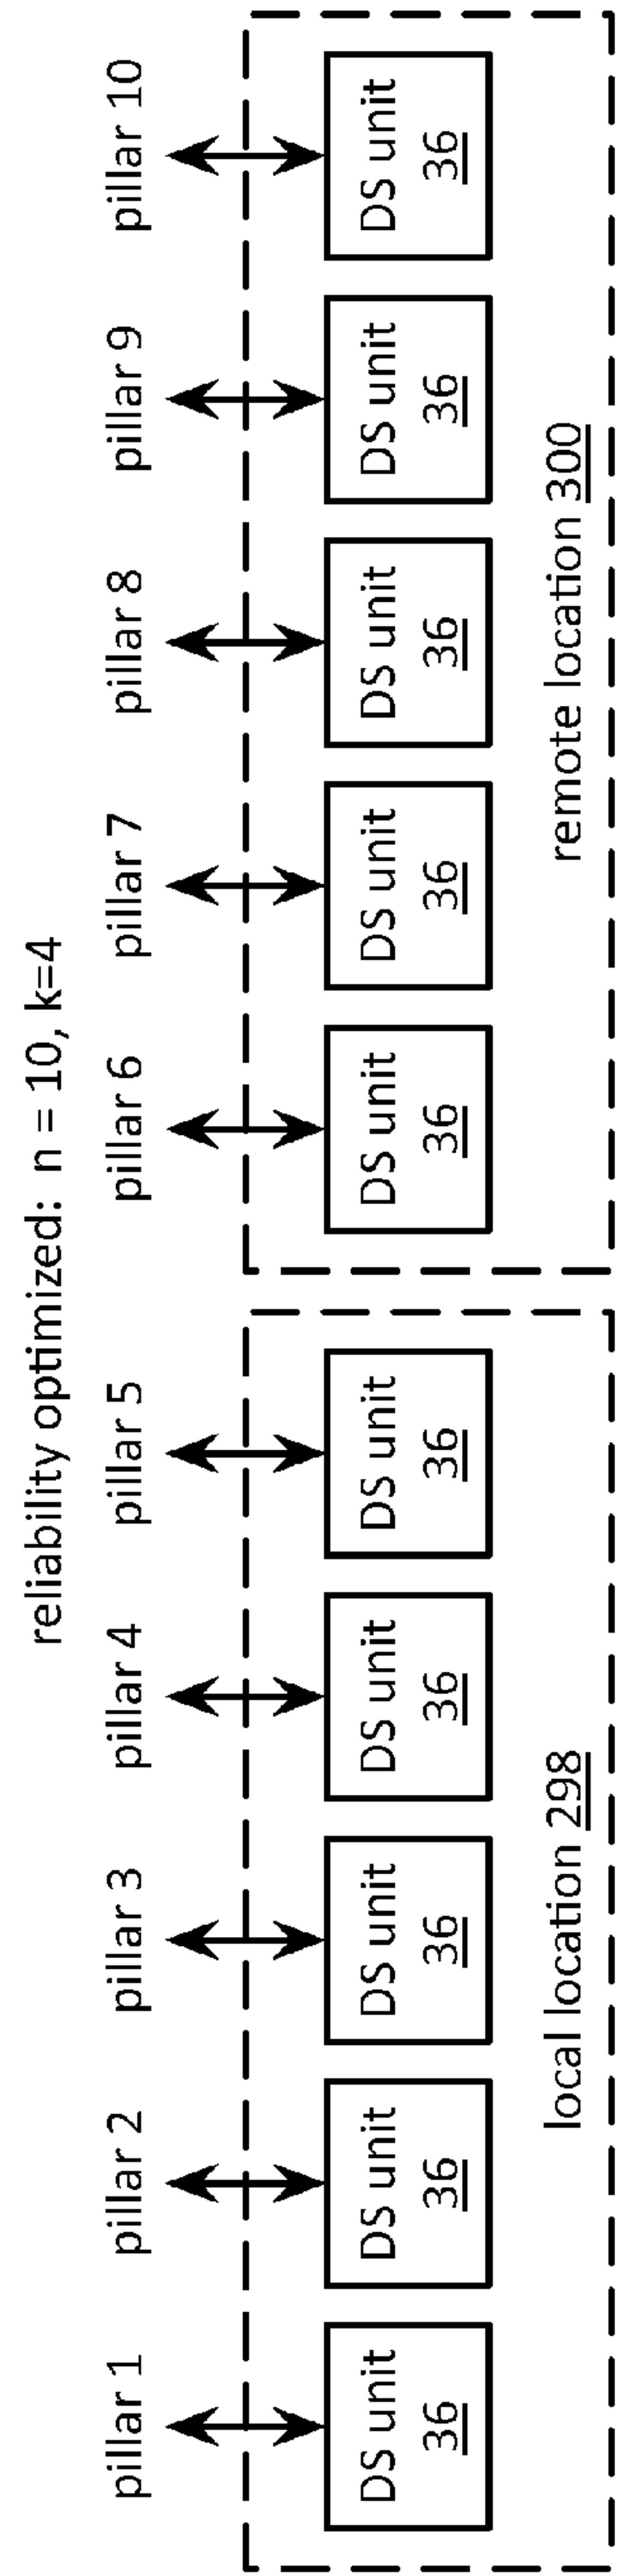 reliability optimized: n = 10, k=4
pillar 1
pillar 2
pillar 3
pillar 4
pillar 5
pillar 6
pillar 7
pillar 8
pillar 9
pillar 10
DS unit
36
DS unit
36
DS unit
36
DS unit
36
DS unit
36
DS unit
36
DS unit
36
DS unit
36
DS unit
36
DS unit
36
local location 298
remote location 300